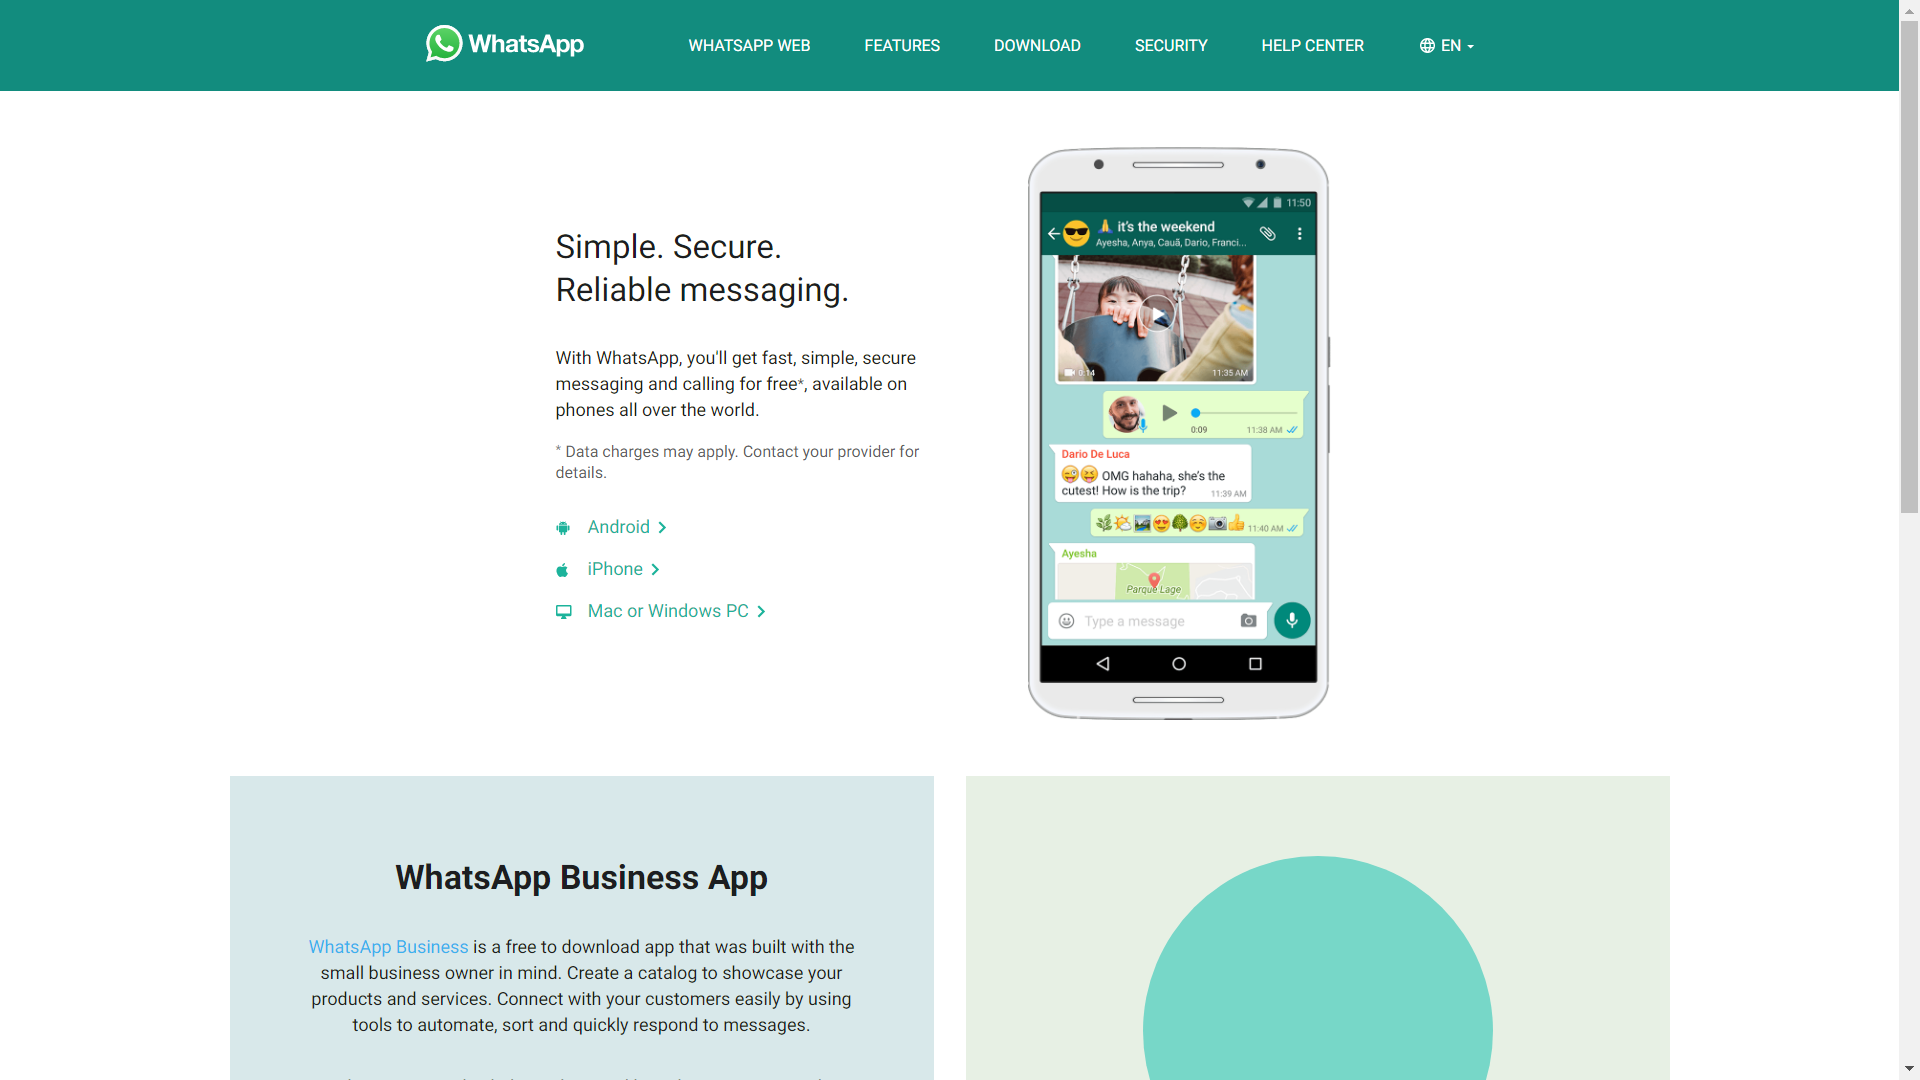 WhatsApp
WHATSAPP WEB
FEATURES
DOWNLOAD
SECURITY
HELP CENTER
EN
Simple. Secure.
Reliable messaging.
With WhatsApp, you'll get fast, simple, secure
messaging and calling for free*, available on
phones all over the world.
* Data charges may apply. Contact your provider for
details.
Android
iPhone
Mac or Windows PC
11:50
🙏 it's the weekend
Ayesha, Anya, Cauã, Dario, Franci...
0:14
11:35 AM
0:09
11:38 AM
Dario De Luca
OMG hahaha, she's the
cutest! How is the trip?
11:39 AM
11:40 AM
Ayesha
Parque Lage
Type a message
WhatsApp Business App
WhatsApp Business is a free to download app that was built with the
small business owner in mind. Create a catalog to showcase your
products and services. Connect with your customers easily by using
tools to automate, sort and quickly respond to messages.